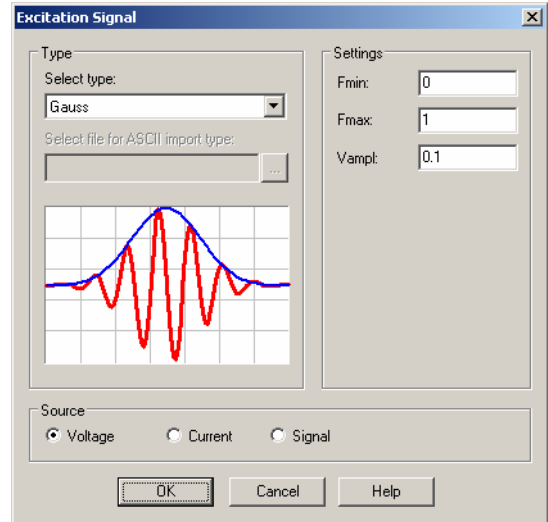 Excitation Signal
Type
Select type:
Gauss
Select file for ASCII import type:
...
Settings
Fmin: 0
Fmax: 1
Vampl: 0.1
Source
Voltage Current Signal
OK Cancel Help